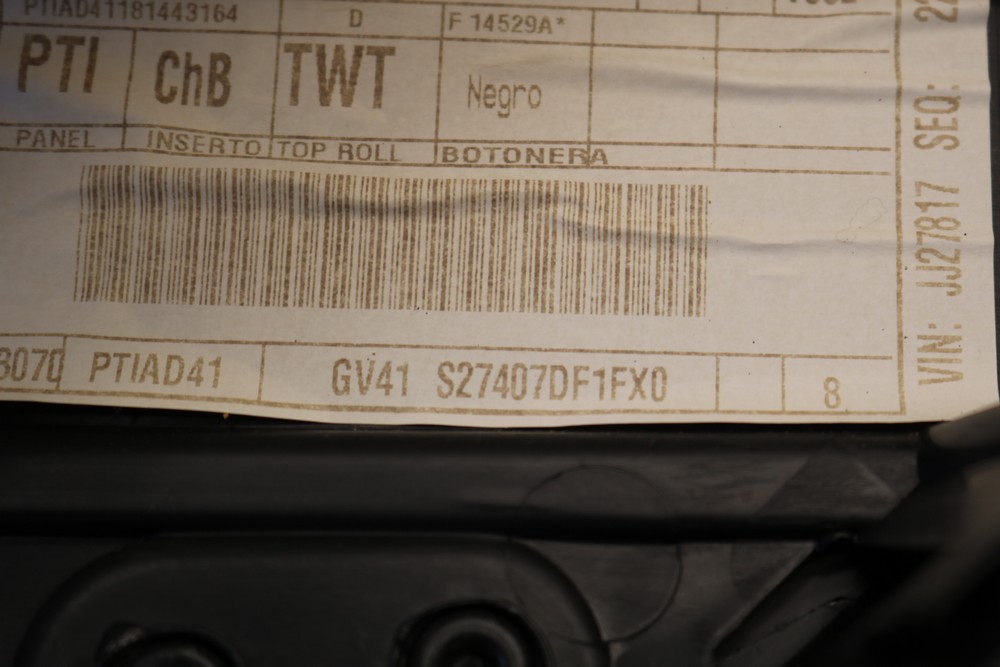 PTIAD41181443164 D F 14529A*
PTI ChB TWT Negro
PANEL INSERTO TOP ROLL BOTONERA
PTIAD41 GV41 S27407DF1FX0 8
VIN: JJ27817 SEQ: